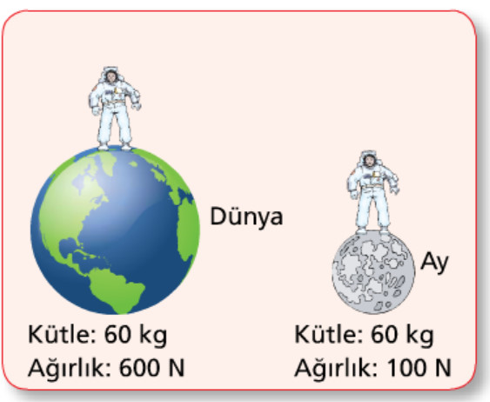 Dünya
Ay
Kütle: 60 kg
Ağırlık: 600 N
Kütle: 60 kg
Ağırlık: 100 N